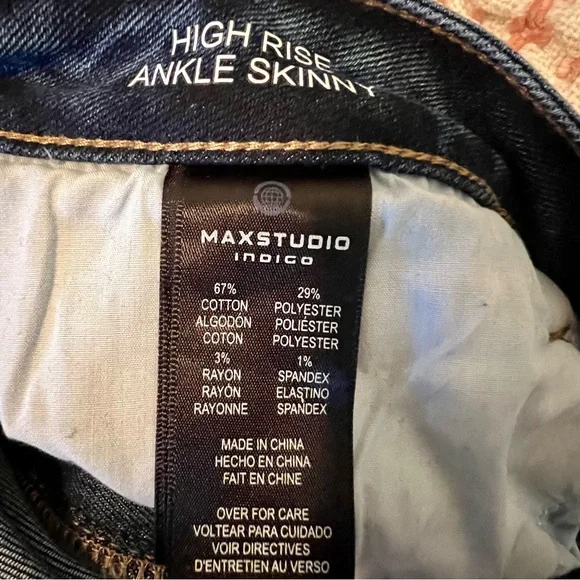 HIGH RISE
ANKLE SKINNY
MAXSTUDIO
INDIGO
67% 29%
COTTON POLYESTER
ALGODÓN POLIÉSTER
COTON POLYESTER
3% 1%
RAYON SPANDEX
RAYÓN ELASTINO
RAYONNE SPANDEX
MADE IN CHINA
HECHO EN CHINA
FAIT EN CHINE
OVER FOR CARE
VOLTEAR PARA CUIDADO
VOIR DIRECTIVES
D'ENTRETIEN AU VERSO